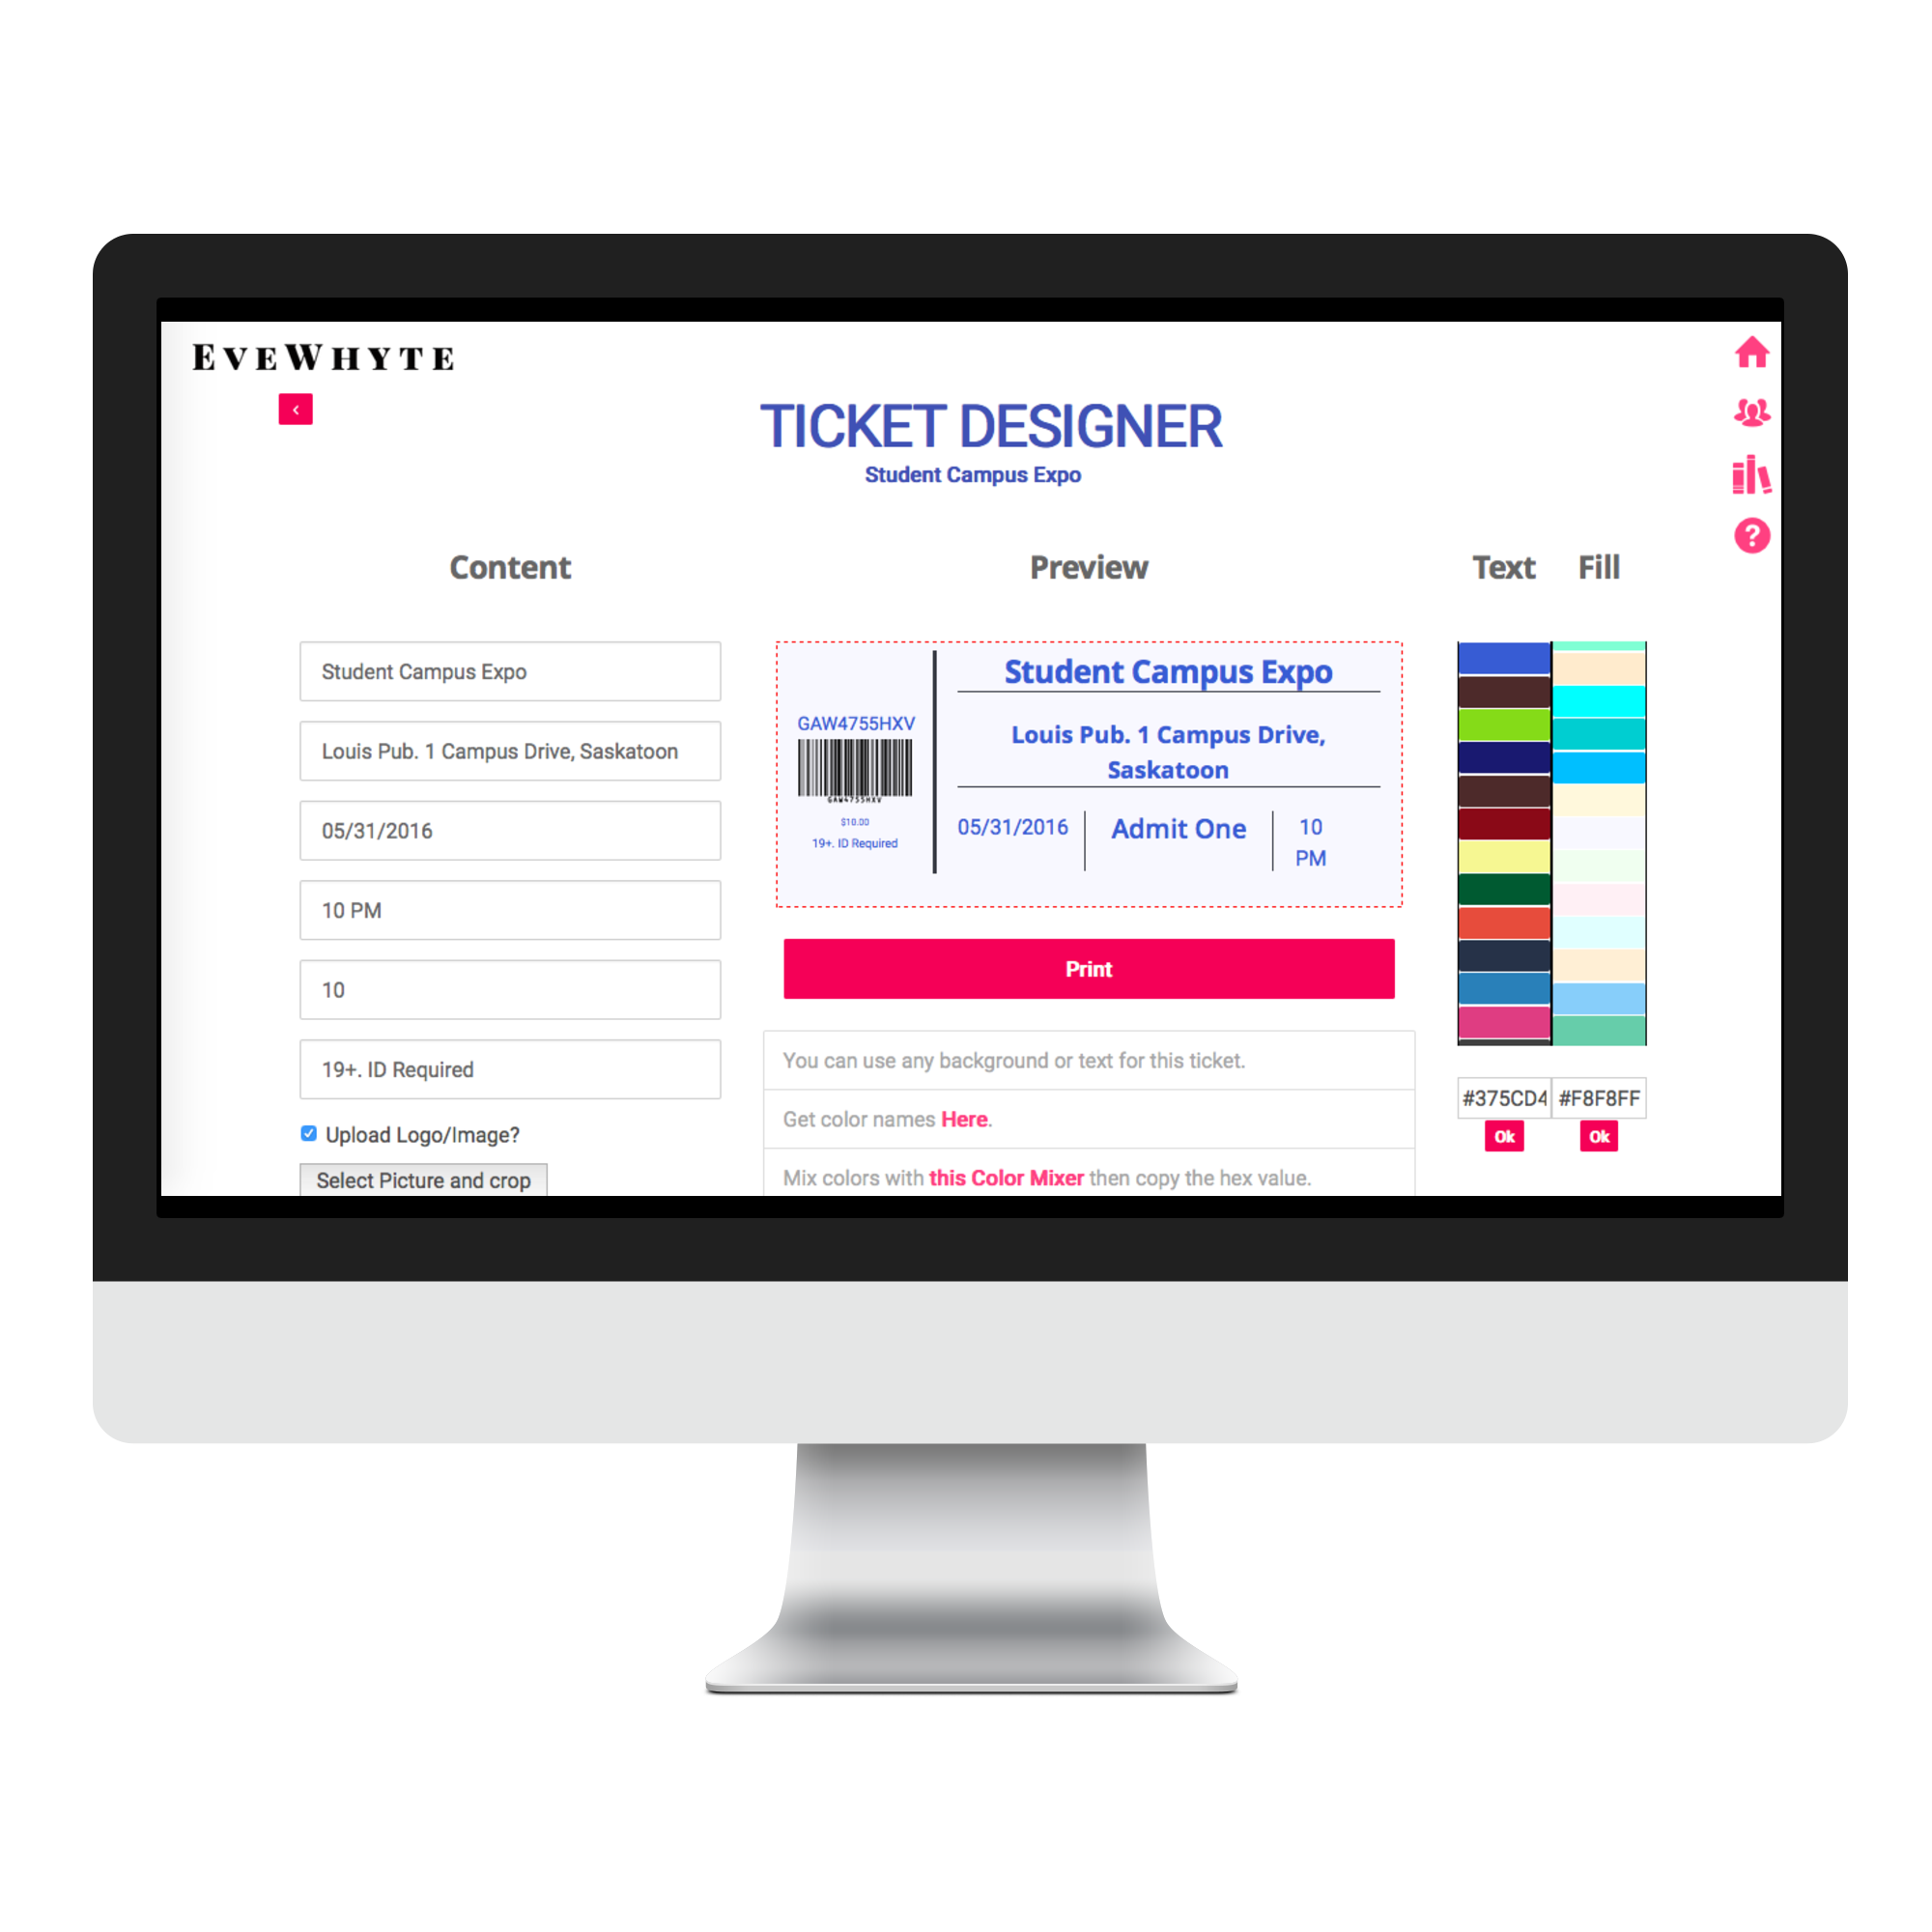 EVEWHYTE
TICKET DESIGNER
Student Campus Expo
Content
Student Campus Expo
Louis Pub. 1 Campus Drive, Saskatoon
05/31/2016
10 PM
10
19+. ID Required
Upload Logo/Image?
Select Picture and crop
Preview
GAW4755HXV
GAW4755HXV
$10.00
19+. ID Required
Student Campus Expo
Louis Pub. 1 Campus Drive,
Saskatoon
05/31/2016
Admit One
10
PM
Print
You can use any background or text for this ticket.
Get color names Here.
Mix colors with this Color Mixer then copy the hex value.
Text Fill
#375CD4 #F8F8FF
Ok Ok
?